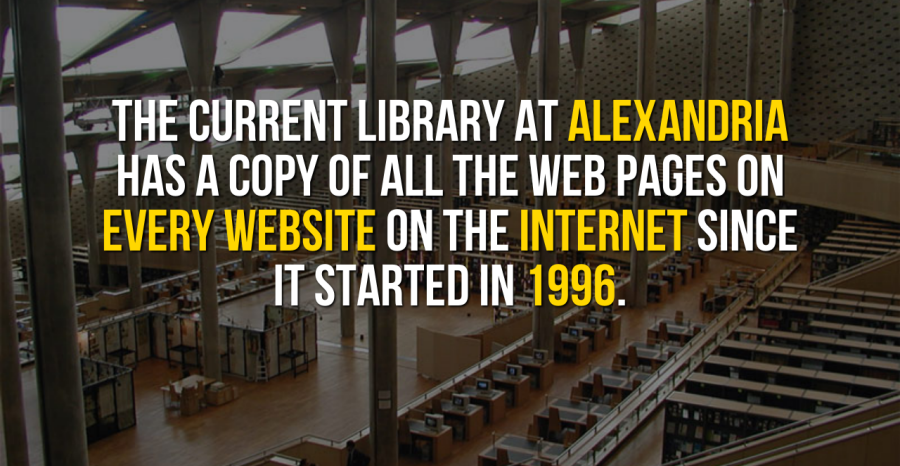 THE CURRENT LIBRARY AT ALEXANDRIA
HAS A COPY OF ALL THE WEB PAGES ON
EVERY WEBSITE ON THE INTERNET SINCE
IT STARTED IN 1996.